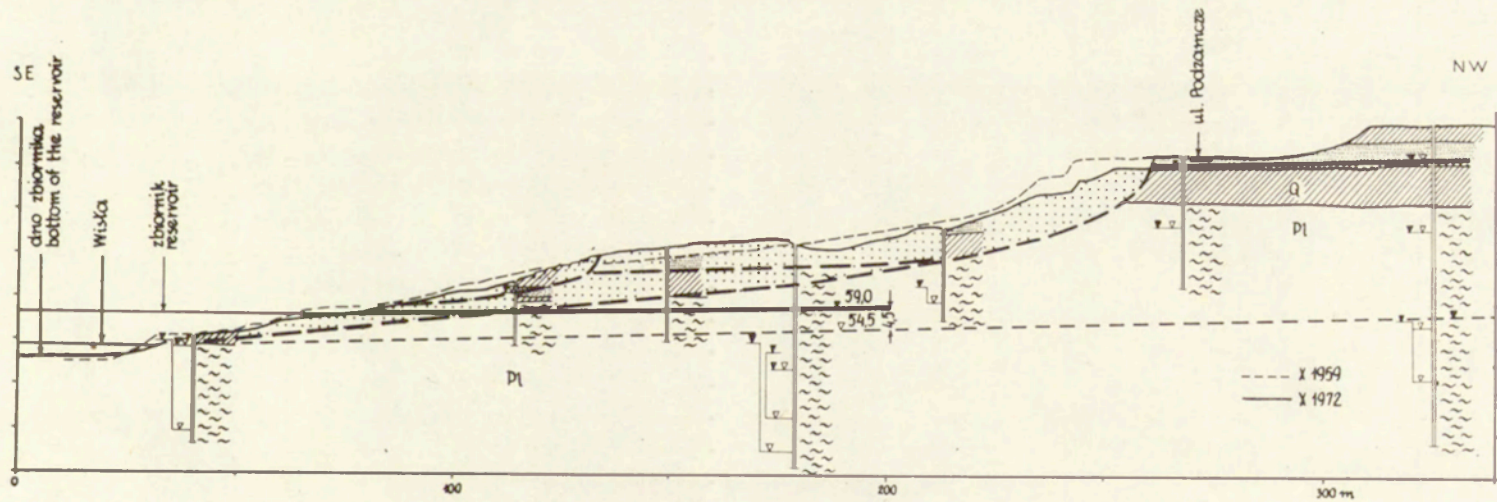 SE
NW
dno zbiornika
bottom of the reservoir
Wisła
zbiornik
reservoir
ul. Podzamcze
Q
Pl
59,0
54,5
4,5
Pl
X 1959
X 1972
0
100
200
300 m